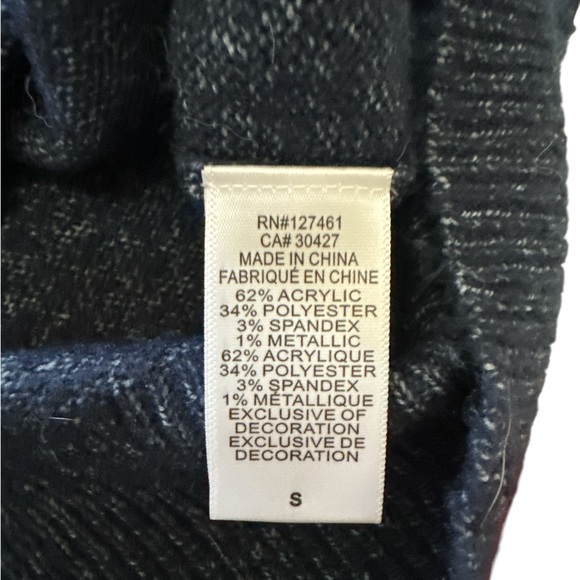 RN#127461
CA# 30427
MADE IN CHINA
FABRIQUÉ EN CHINE
62% ACRYLIC
34% POLYESTER
3% SPANDEX
1% METALLIC
62% ACRYLIQUE
34% POLYESTER
3% SPANDEX
1% MÉTALLIQUE
EXCLUSIVE OF
DECORATION
EXCLUSIVE DE
DECORATION
S